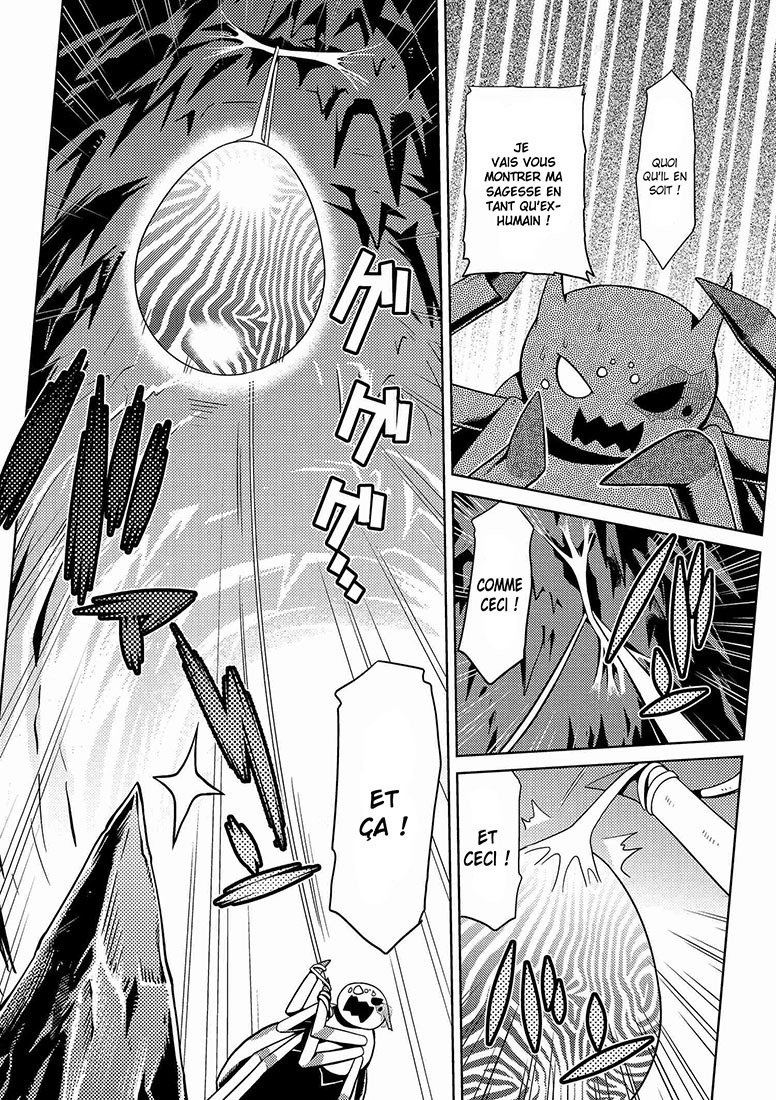 QUOI
QU'IL EN
SOIT !
JE
VAIS VOUS
MONTRER MA
SAGESSE EN
TANT QU'EX-
HUMAIN !
COMME
CECI !
ET
CECI !
ググ
グ…
ET
ÇA !